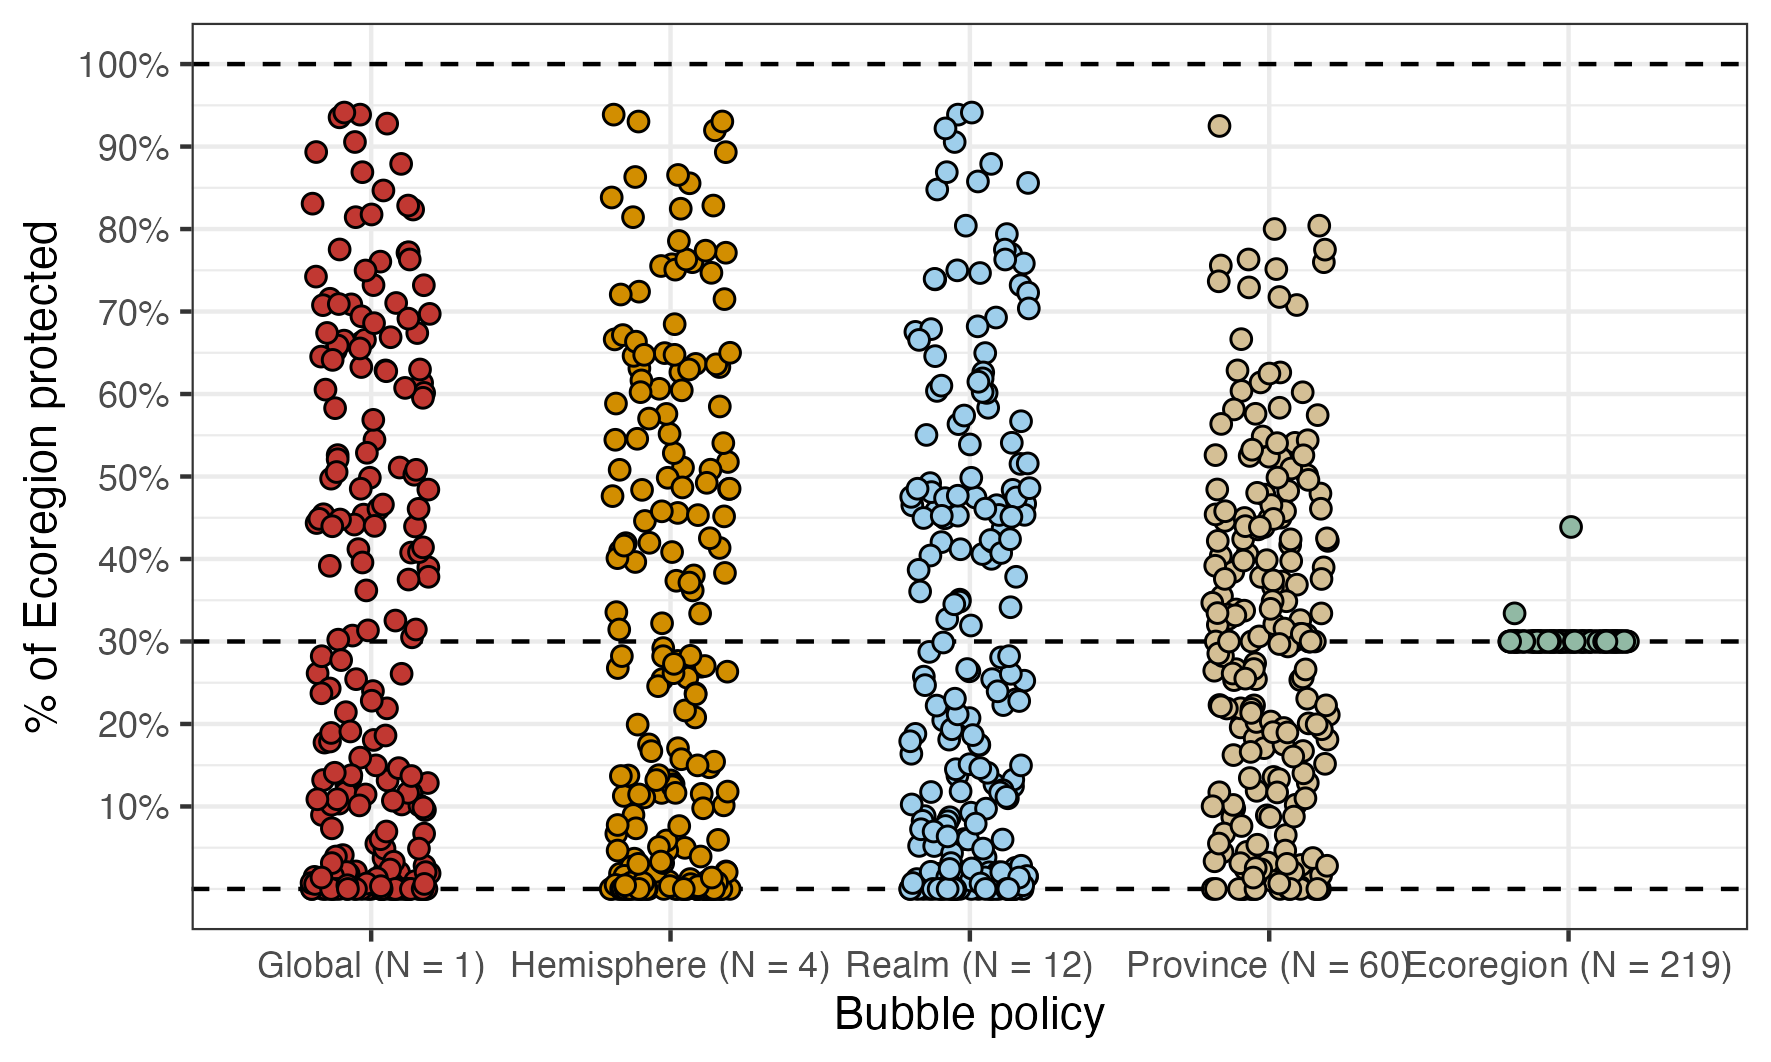 % of Ecoregion protected
100%
90%
80%
70%
60%
50%
40%
30%
20%
10%
Global (N = 1)
Hemisphere (N = 4)
Realm (N = 12)
Province (N = 60)
Ecoregion (N = 219)
Bubble policy